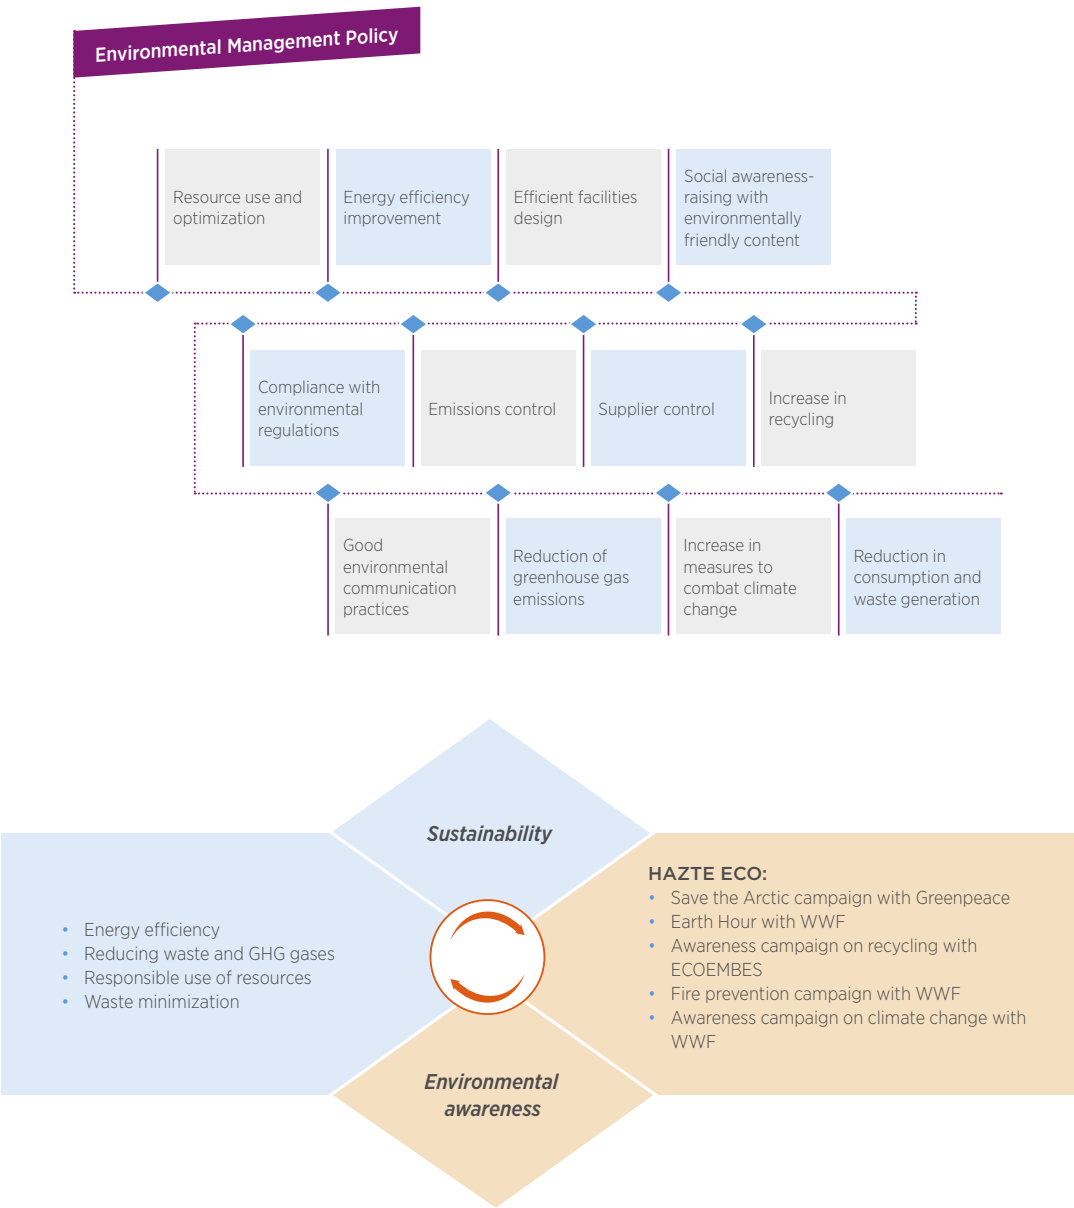 Environmental Management Policy
Resource use and
optimization
Energy efficiency
improvement
Efficient facilities
design
Social awareness-
raising with
environmentally
friendly content
Compliance with
environmental
regulations
Emissions control
Supplier control
Increase in
recycling
Good
environmental
communication
practices
Reduction of
greenhouse gas
emissions
Increase in
measures to
combat climate
change
Reduction in
consumption and
waste generation
Sustainability
• Energy efficiency
• Reducing waste and GHG gases
• Responsible use of resources
• Waste minimization
HAZTE ECO:
• Save the Arctic campaign with Greenpeace
• Earth Hour with WWF
• Awareness campaign on recycling with
ECOEMBES
• Fire prevention campaign with WWF
• Awareness campaign on climate change with
WWF
Environmental
awareness